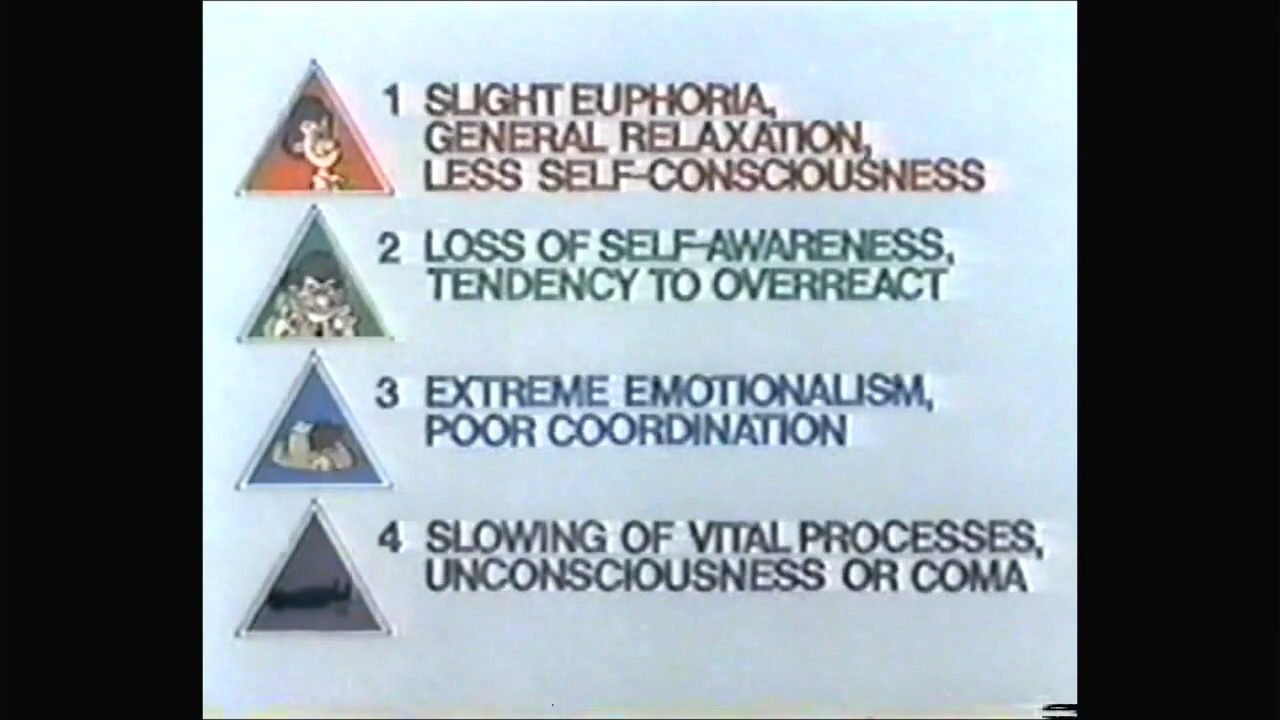 1 SLIGHT EUPHORIA,
GENERAL RELAXATION,
LESS SELF-CONSCIOUSNESS
2 LOSS OF SELF-AWARENESS,
TENDENCY TO OVERREACT
3 EXTREME EMOTIONALISM,
POOR COORDINATION
4 SLOWING OF VITAL PROCESSES,
UNCONSCIOUSNESS OR COMA